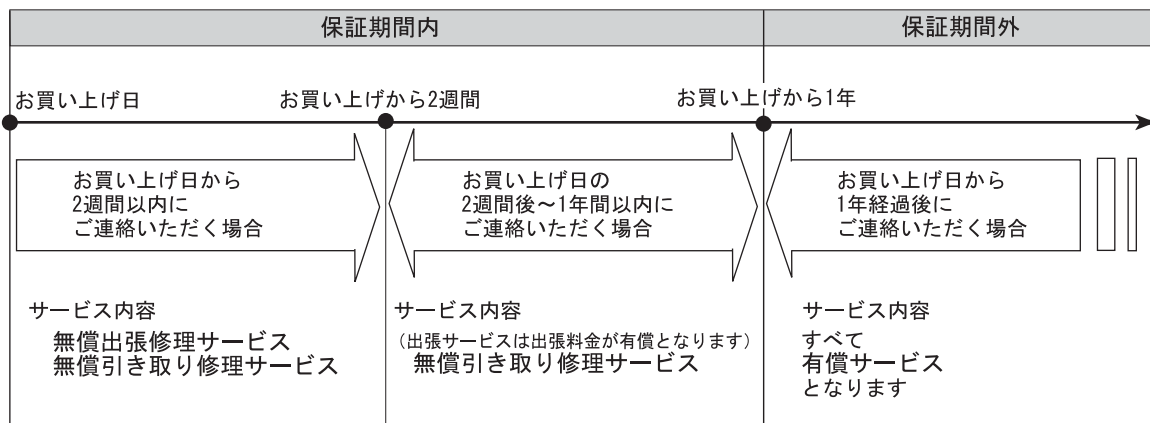 保証期間内
保証期間外
お買い上げ日
お買い上げから2週間
お買い上げから1年
お買い上げ日から
2週間以内に
ご連絡いただく場合
お買い上げ日の
2週間後～1年間以内に
ご連絡いただく場合
お買い上げ日から
1年経過後に
ご連絡いただく場合
サービス内容
無償出張修理サービス
無償引き取り修理サービス
サービス内容
（出張サービスは出張料金が有償となります）
無償引き取り修理サービス
サービス内容
すべて
有償サービス
となります